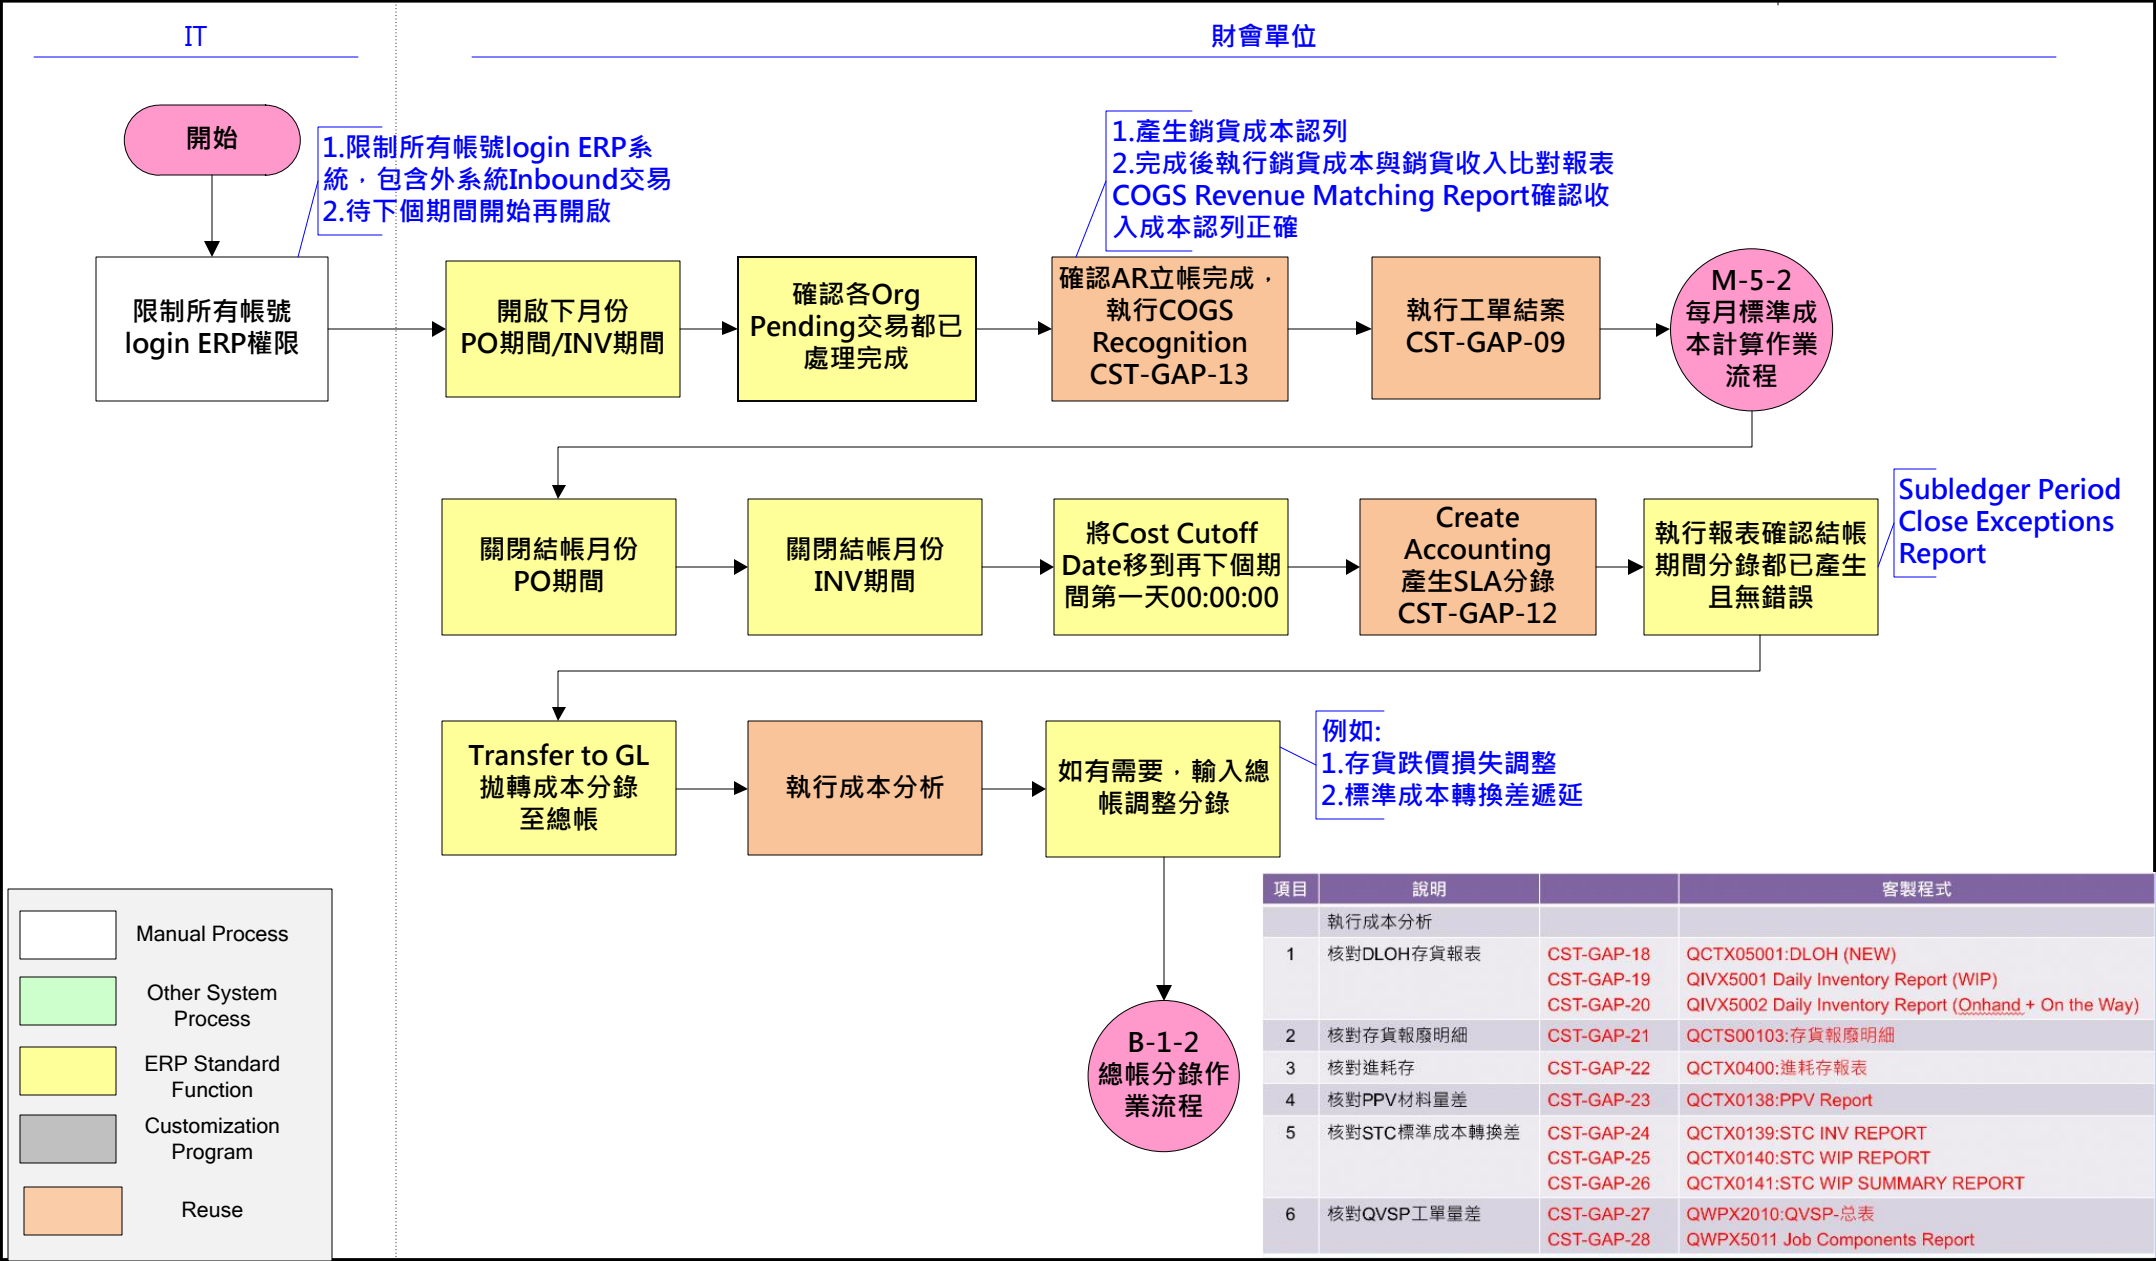 IT
財會單位
開始
1.限制所有帳號login ERP系
統，包含外系統Inbound交易
2.待下個期間開始再開啟
1.產生銷貨成本認列
2.完成後執行銷貨成本與銷貨收入比對報表
COGS Revenue Matching Report確認收
入成本認列正確
限制所有帳號
login ERP權限
開啟下月份
PO期間/INV期間
確認各Org
Pending交易都已
處理完成
確認AR立帳完成，
執行COGS
Recognition
CST-GAP-13
執行工單結案
CST-GAP-09
M-5-2
每月標準成
本計算作業
流程
關閉結帳月份
PO期間
關閉結帳月份
INV期間
將Cost Cutoff
Date移到再下個期
間第一天00:00:00
Create
Accounting
產生SLA分錄
CST-GAP-12
執行報表確認結帳
期間分錄都已產生
且無錯誤
Subledger Period
Close Exceptions
Report
Transfer to GL
拋轉成本分錄
至總帳
執行成本分析
如有需要，輸入總
帳調整分錄
例如:
1.存貨跌價損失調整
2.標準成本轉換差遞延
B-1-2
總帳分錄作
業流程
Manual Process
Other System
Process
ERP Standard
Function
Customization
Program
Reuse
項目 說明 客製程式
執行成本分析
1 核對DLOH存貨報表 CST-GAP-18 QCTX05001:DLOH (NEW)
CST-GAP-19 QIVX5001 Daily Inventory Report (WIP)
CST-GAP-20 QIVX5002 Daily Inventory Report (Onhand + On the Way)
2 核對存貨報廢明細 CST-GAP-21 QCTS00103:存貨報廢明細
3 核對進耗存 CST-GAP-22 QCTX0400:進耗存報表
4 核對PPV材料量差 CST-GAP-23 QCTX0138:PPV Report
5 核對STC標準成本轉換差 CST-GAP-24 QCTX0139:STC INV REPORT
CST-GAP-25 QCTX0140:STC WIP REPORT
CST-GAP-26 QCTX0141:STC WIP SUMMARY REPORT
6 核對QVSP工單量差 CST-GAP-27 QWPX2010:QVSP-总表
CST-GAP-28 QWPX5011 Job Components Report